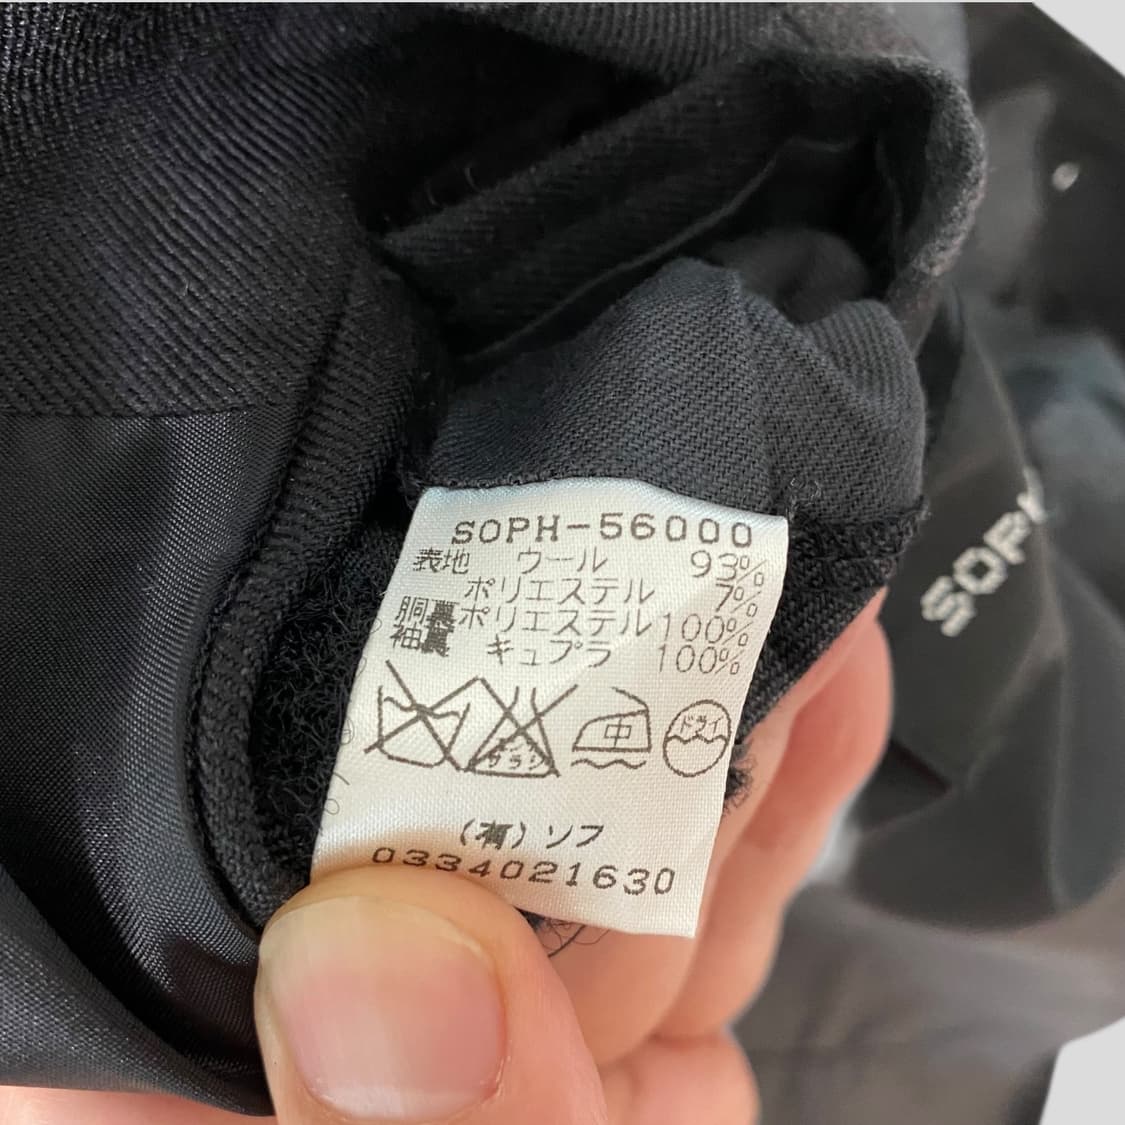 SOPH-56000
表地 ウール 93%
ポリエステル 7%
胴裏 ポリエステル 100%
袖裏 キュプラ 100%
中
ドライ
(有) ソフ
0334021630
SOPH